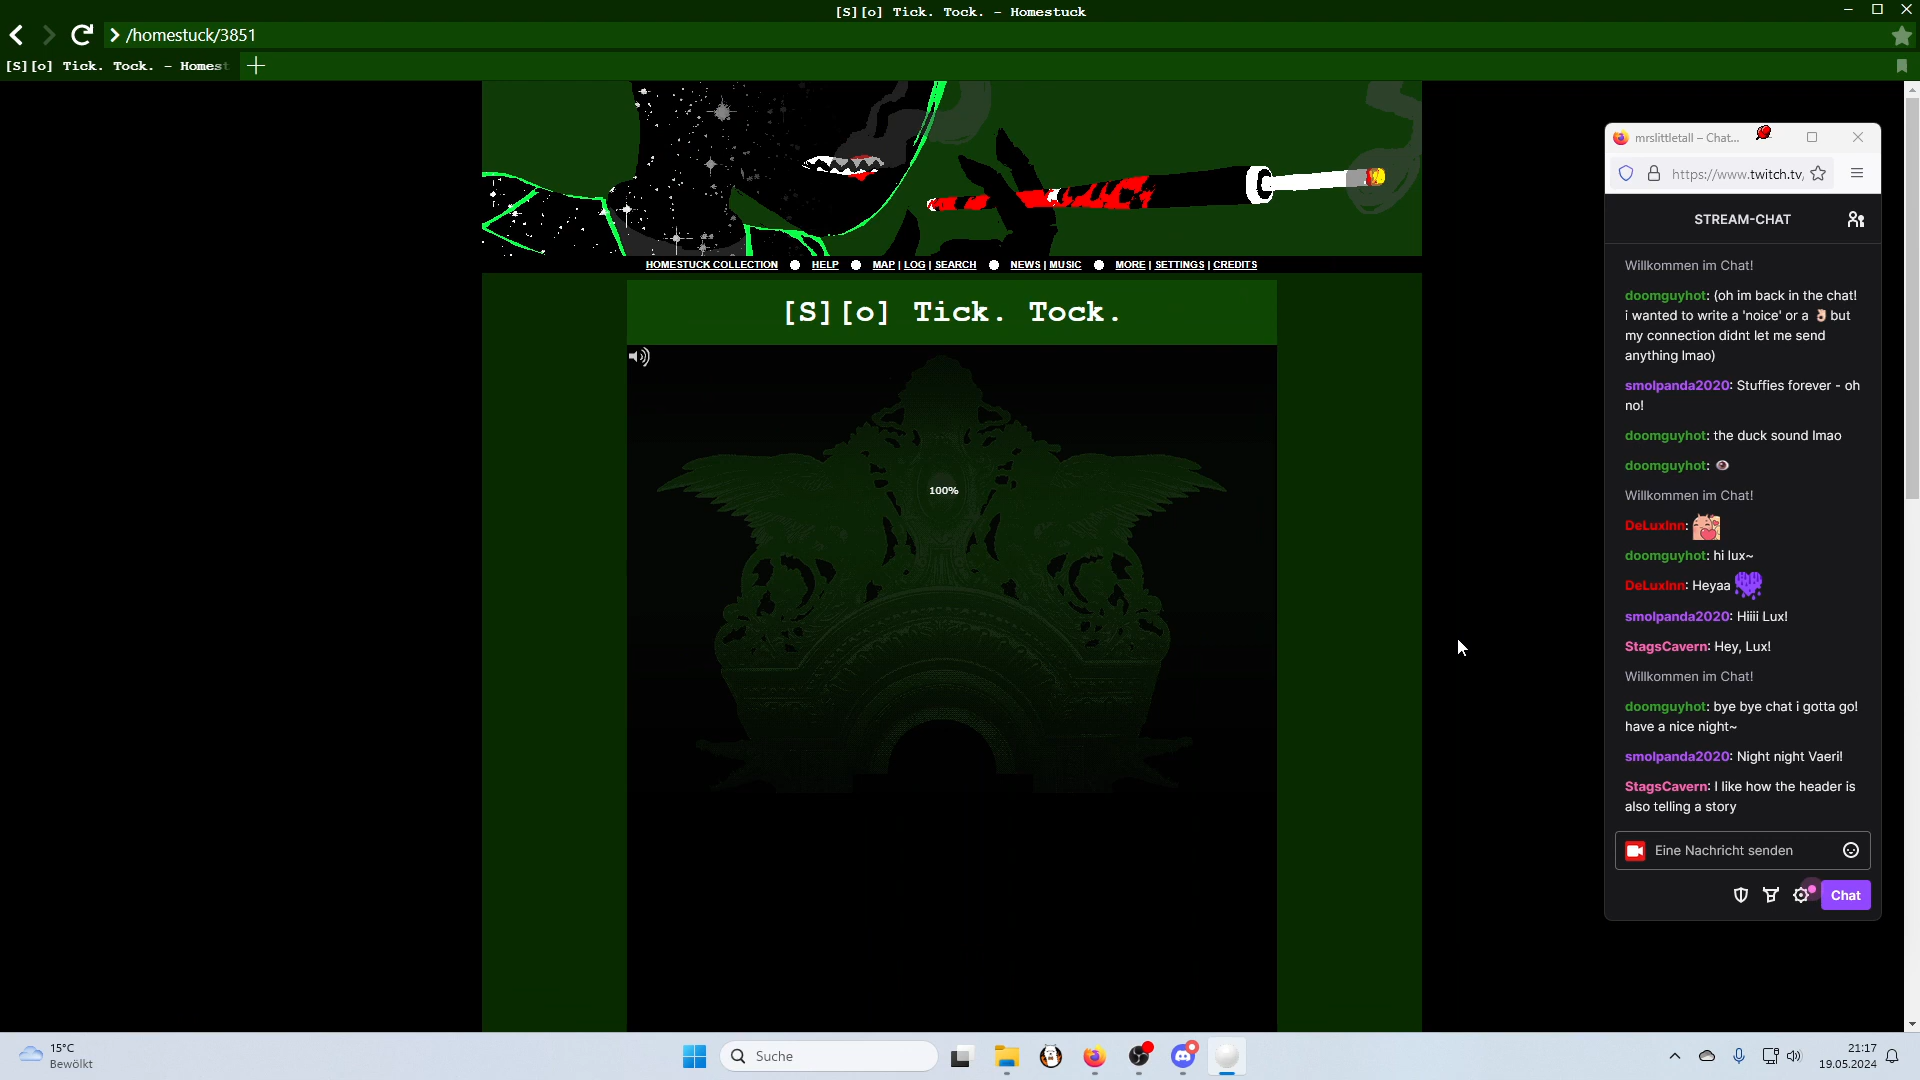 [S][o] Tick. Tock. - Homestuck
/homestuck/3851
[S][o] Tick. Tock. - Homest
HOMESTUCK COLLECTION HELP MAP | LOG | SEARCH NEWS | MUSIC MORE | SETTINGS | CREDITS
[S][o] Tick. Tock.
100%
mrslittletall – Chat...
https://www.twitch.tv/
STREAM-CHAT
Willkommen im Chat!
doomguyhot: (oh im back in the chat!
i wanted to write a 'noice' or a 👌 but
my connection didnt let me send
anything lmao)
smolpanda2020: Stuffies forever - oh
no!
doomguyhot: the duck sound lmao
doomguyhot: 👁
Willkommen im Chat!
DeLuxInn:
doomguyhot: hi lux~
DeLuxInn: Heyaa
smolpanda2020: Hiiii Lux!
StagsCavern: Hey, Lux!
Willkommen im Chat!
doomguyhot: bye bye chat i gotta go!
have a nice night~
smolpanda2020: Night night Vaeri!
StagsCavern: I like how the header is
also telling a story
Eine Nachricht senden
Chat
15°C
Bewölkt
Suche
21:17
19.05.2024